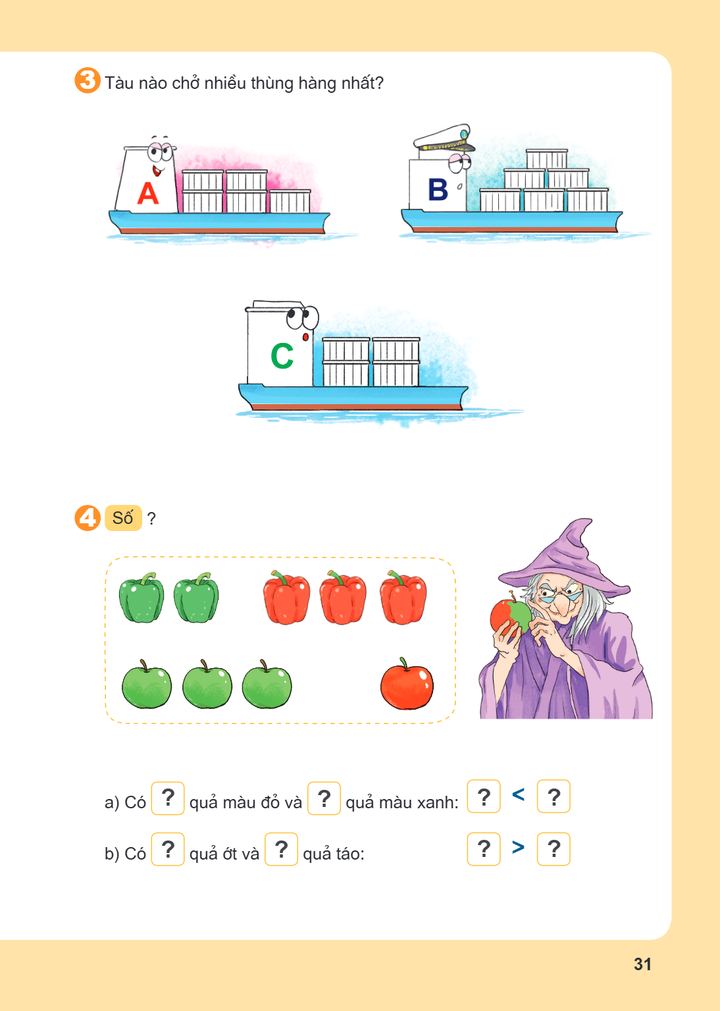 3 Tàu nào chở nhiều thùng hàng nhất?
A
B
C
4 Số ?
a) Có ? quả màu đỏ và ? quả màu xanh: ? < ?
b) Có ? quả ớt và ? quả táo: ? > ?
31